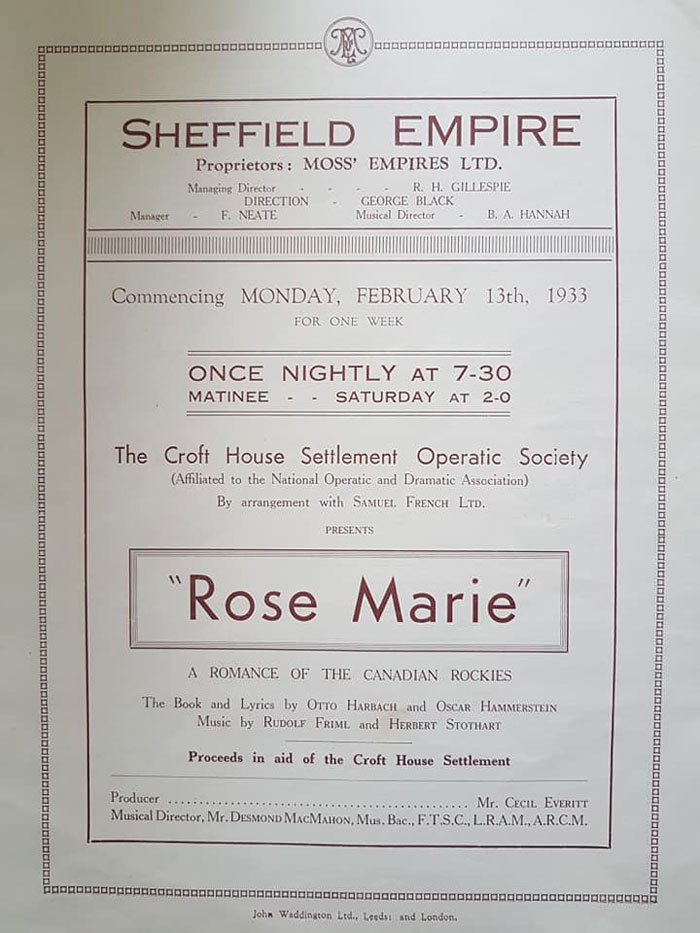 SHEFFIELD EMPIRE
Proprietors: MOSS' EMPIRES LTD.
Managing Director - - - - R. H. GILLESPIE
DIRECTION - GEORGE BLACK
Manager - F. NEATE Musical Director - B. A. HANNAH
Commencing MONDAY, FEBRUARY 13th, 1933
FOR ONE WEEK
ONCE NIGHTLY AT 7-30
MATINEE - - SATURDAY AT 2-0
The Croft House Settlement Operatic Society
(Affiliated to the National Operatic and Dramatic Association)
By arrangement with SAMUEL FRENCH LTD.
PRESENTS
"Rose Marie"
A ROMANCE OF THE CANADIAN ROCKIES
The Book and Lyrics by OTTO HARBACH and OSCAR HAMMERSTEIN
Music by RUDOLF FRIML and HERBERT STOTHART
Proceeds in aid of the Croft House Settlement
Producer .................................................. Mr. CECIL EVERITT
Musical Director, Mr. DESMOND MACMAHON, Mus. Bac., F.T.S.C., L.R.A.M., A.R.C.M.
John Waddington Ltd., Leeds: and London.